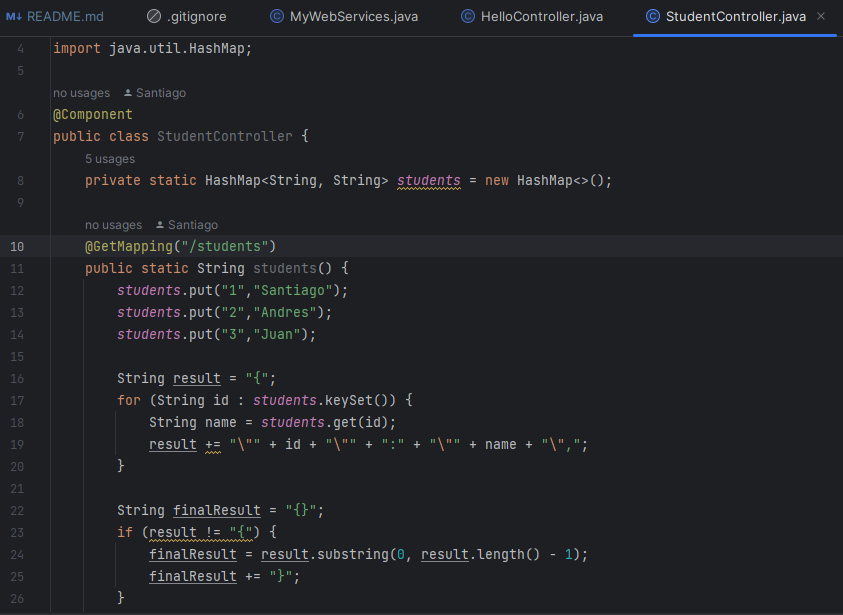 M↓ README.md .gitignore © MyWebServices.java © HelloController.java © StudentController.java ×
4 import java.util.HashMap;
5
no usages Santiago
6 @Component
7 public class StudentController {
5 usages
8 private static HashMap<String, String> students = new HashMap<>();
9
no usages Santiago
10 @GetMapping("/students")
11 public static String students() {
12 students.put("1","Santiago");
13 students.put("2","Andres");
14 students.put("3","Juan");
15
16 String result = "{";
17 for (String id : students.keySet()) {
18 String name = students.get(id);
19 result += "\"" + id + "\"" + ":" + "\"" + name + "\",";
20 }
21
22 String finalResult = "{}";
23 if (result != "{") {
24 finalResult = result.substring(0, result.length() - 1);
25 finalResult += "}";
26 }